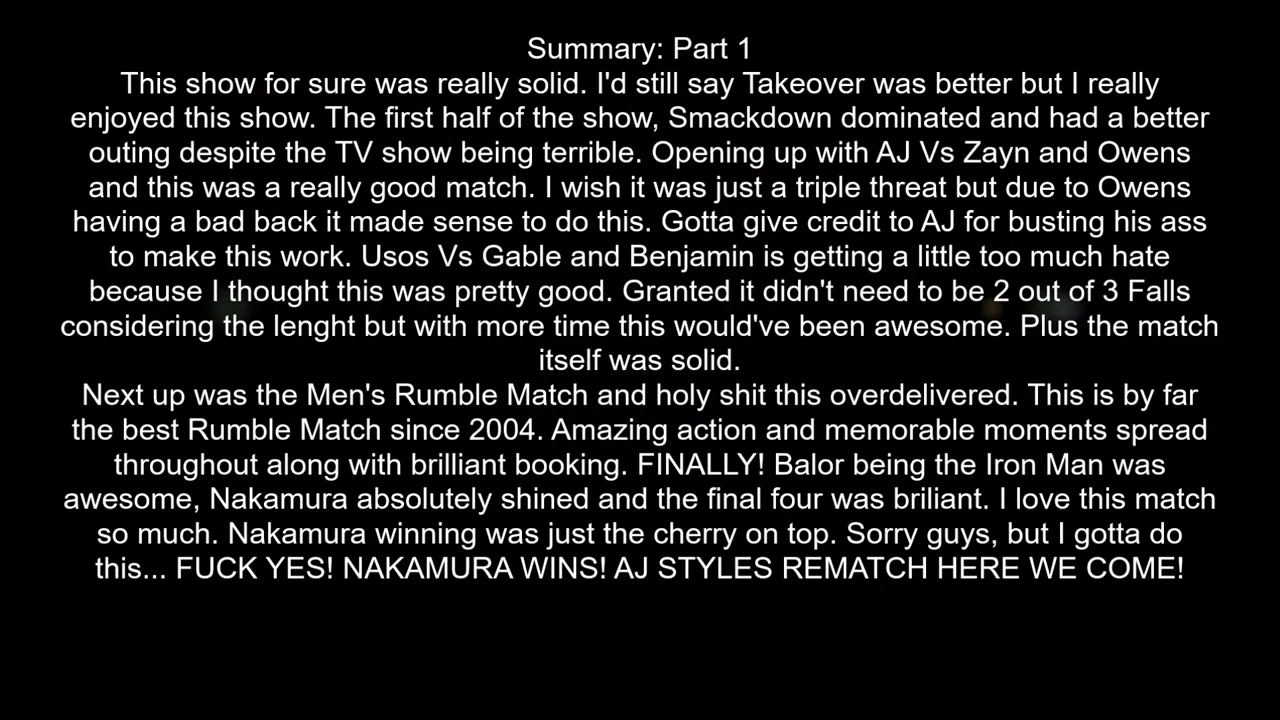 Summary: Part 1
This show for sure was really solid. I'd still say Takeover was better but I really
enjoyed this show. The first half of the show, Smackdown dominated and had a better
outing despite the TV show being terrible. Opening up with AJ Vs Zayn and Owens
and this was a really good match. I wish it was just a triple threat but due to Owens
having a bad back it made sense to do this. Gotta give credit to AJ for busting his ass
to make this work. Usos Vs Gable and Benjamin is getting a little too much hate
because I thought this was pretty good. Granted it didn't need to be 2 out of 3 Falls
considering the lenght but with more time this would've been awesome. Plus the match
itself was solid.
Next up was the Men's Rumble Match and holy shit this overdelivered. This is by far
the best Rumble Match since 2004. Amazing action and memorable moments spread
throughout along with brilliant booking. FINALLY! Balor being the Iron Man was
awesome, Nakamura absolutely shined and the final four was briliant. I love this match
so much. Nakamura winning was just the cherry on top. Sorry guys, but I gotta do
this... FUCK YES! NAKAMURA WINS! AJ STYLES REMATCH HERE WE COME!